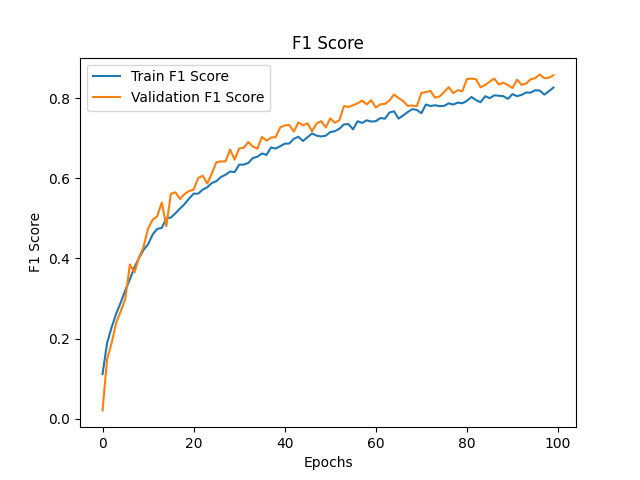 F1 Score
Train F1 Score
Validation F1 Score
F1 Score
0.8
0.6
0.4
0.2
0.0
0 20 40 60 80 100
Epochs